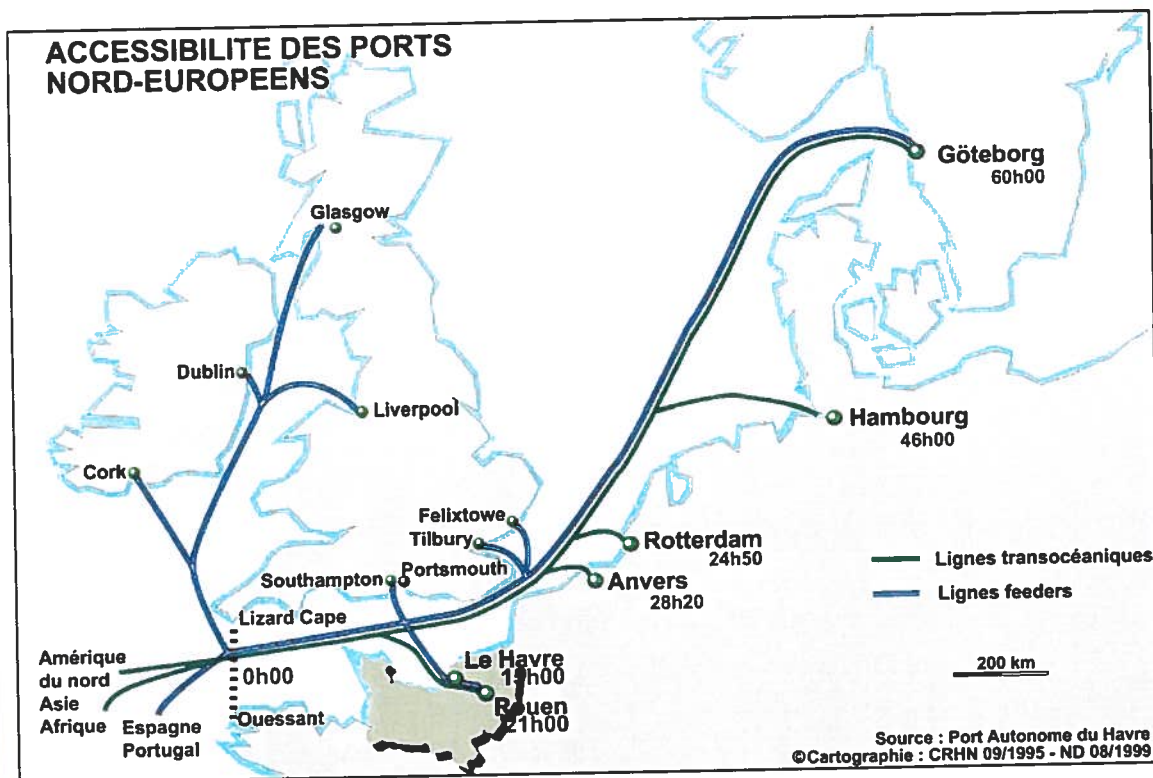 ACCESSIBILITE DES PORTS
NORD-EUROPEENS
Göteborg
60h00
Glasgow
Dublin
Liverpool
Hambourg
46h00
Cork
Felixtowe
Tilbury
Rotterdam
24h50
Portsmouth
Southampton
Anvers
28h20
Lignes transocéaniques
Lignes feeders
Lizard Cape
200 km
Amérique
du nord
Asie
Afrique
0h00
Le Havre
15h00
Rouen
21h00
Ouessant
Espagne
Portugal
Source : Port Autonome du Havre
©Cartographie : CRHN 09/1995 - ND 08/1999